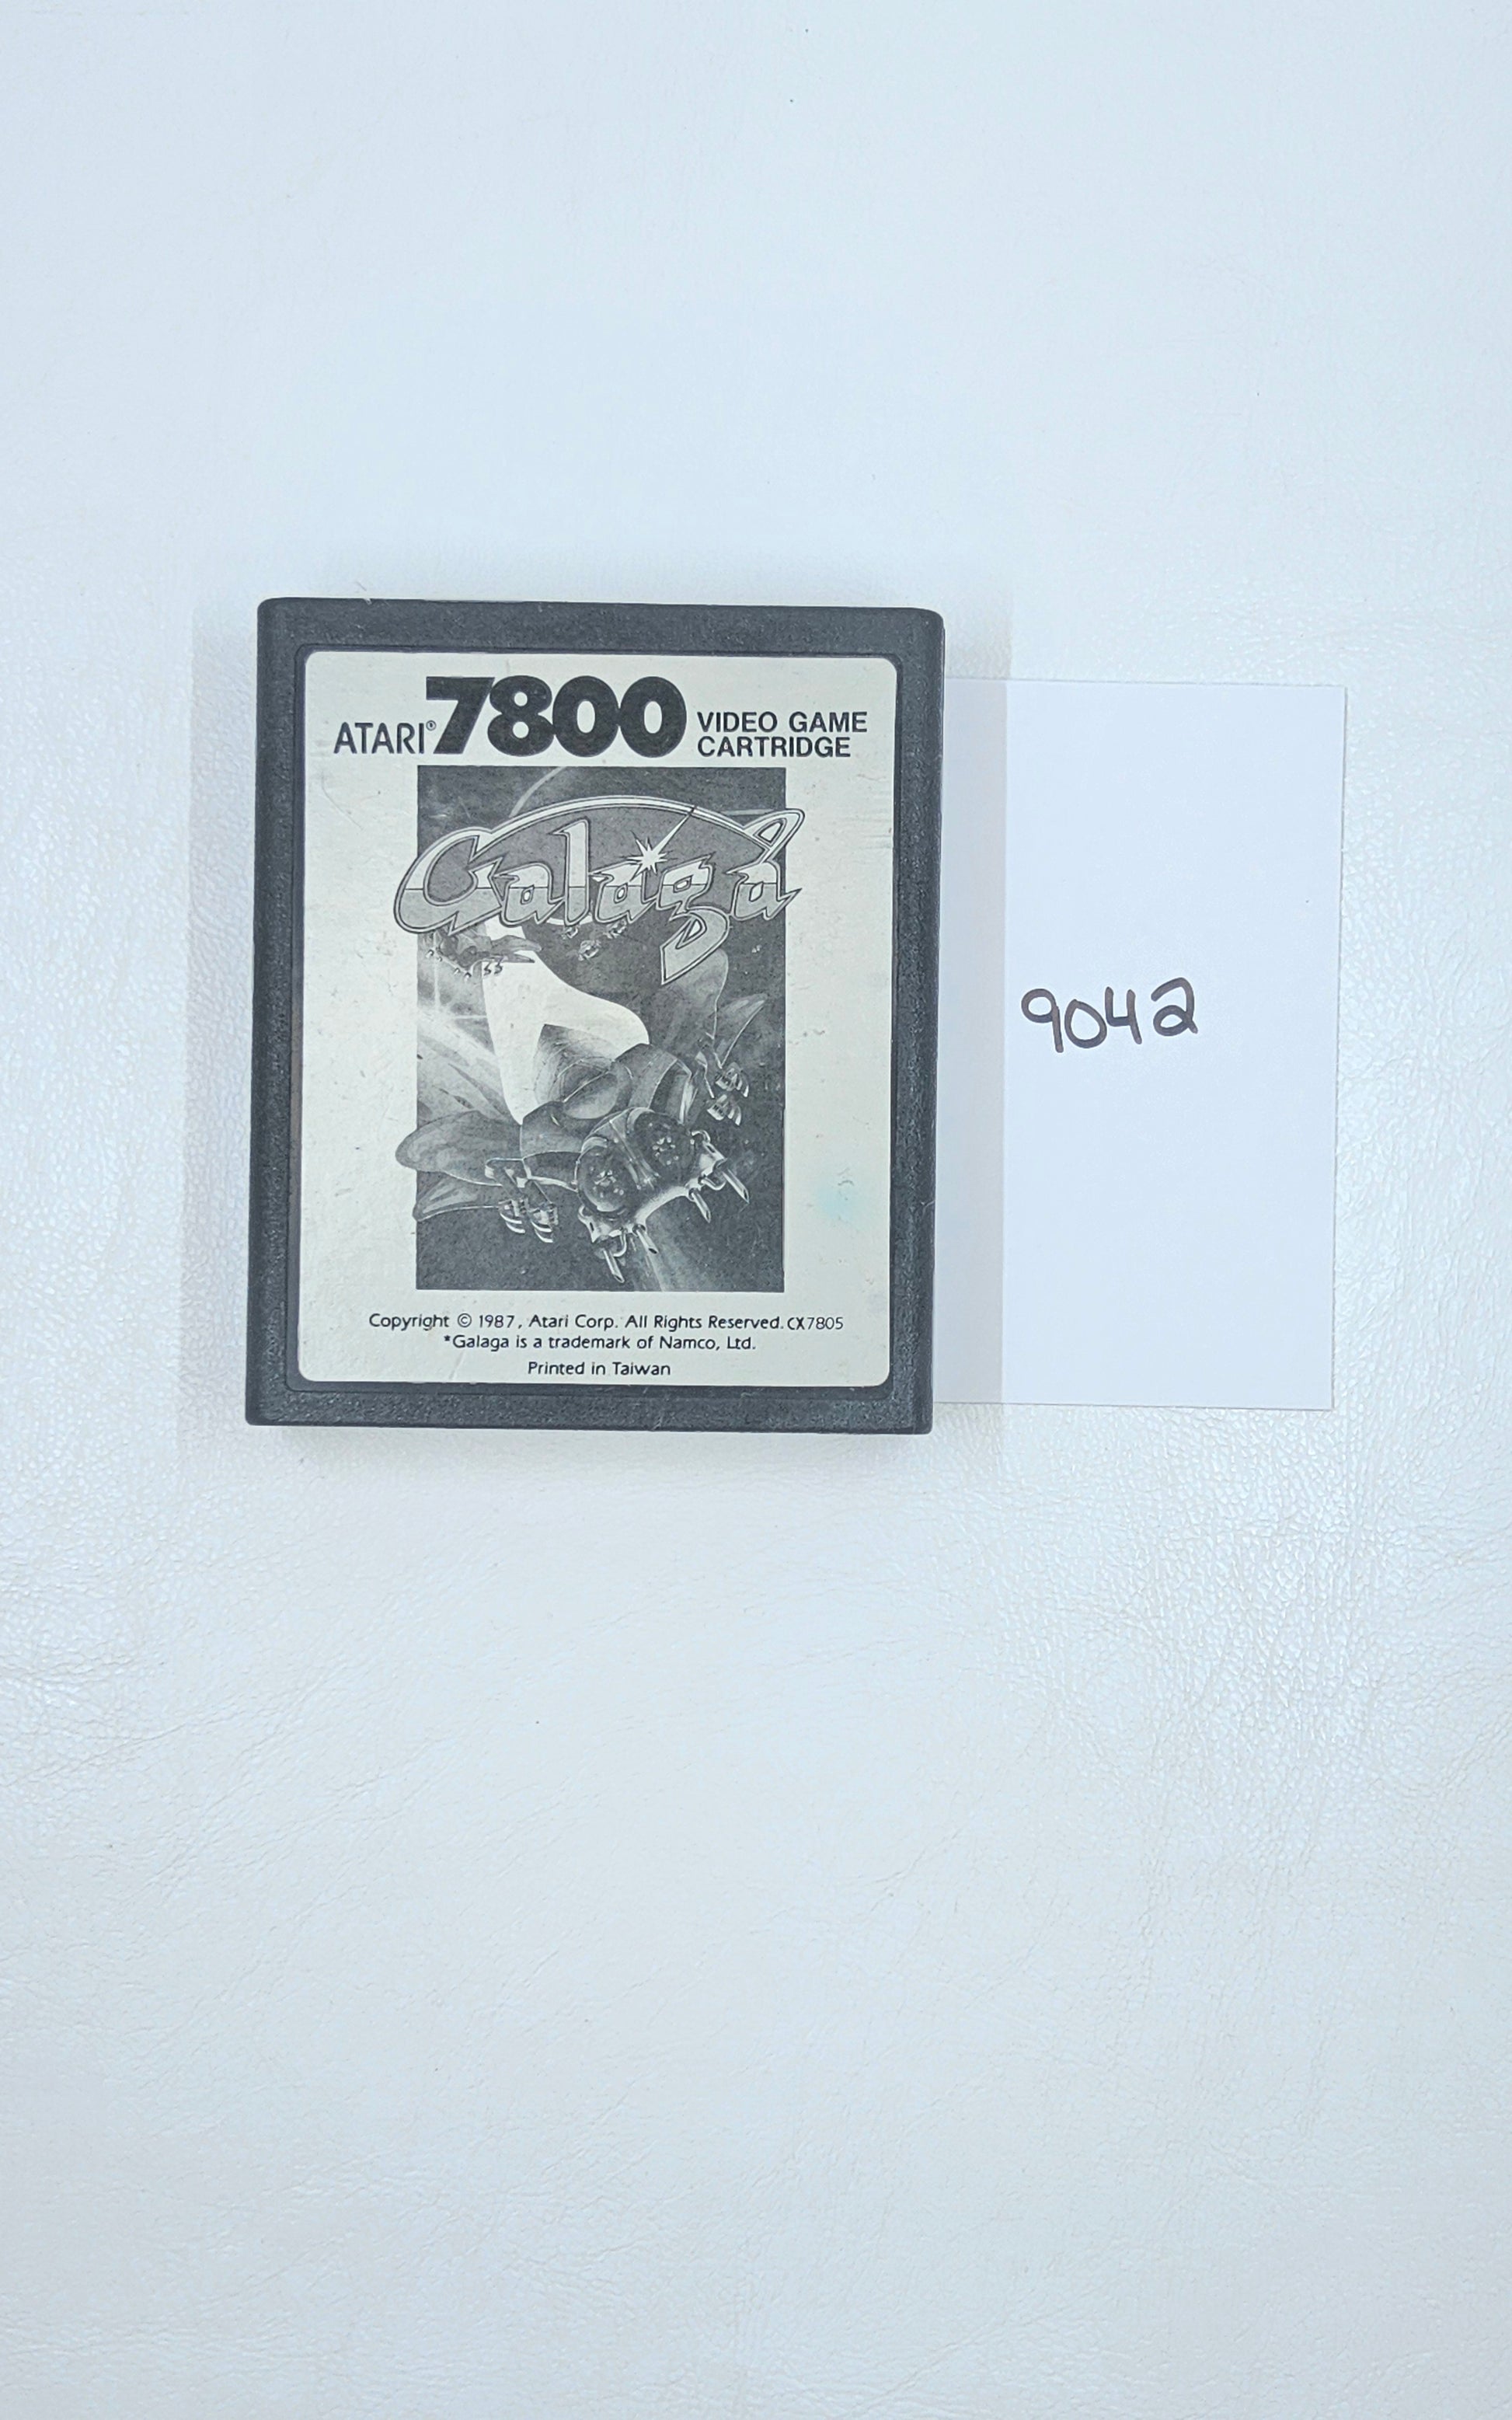 ATARI® 7800 VIDEO GAME
CARTRIDGE
Galaga
Copyright © 1987, Atari Corp. All Rights Reserved. CX7805
*Galaga is a trademark of Namco, Ltd.
Printed in Taiwan
9042